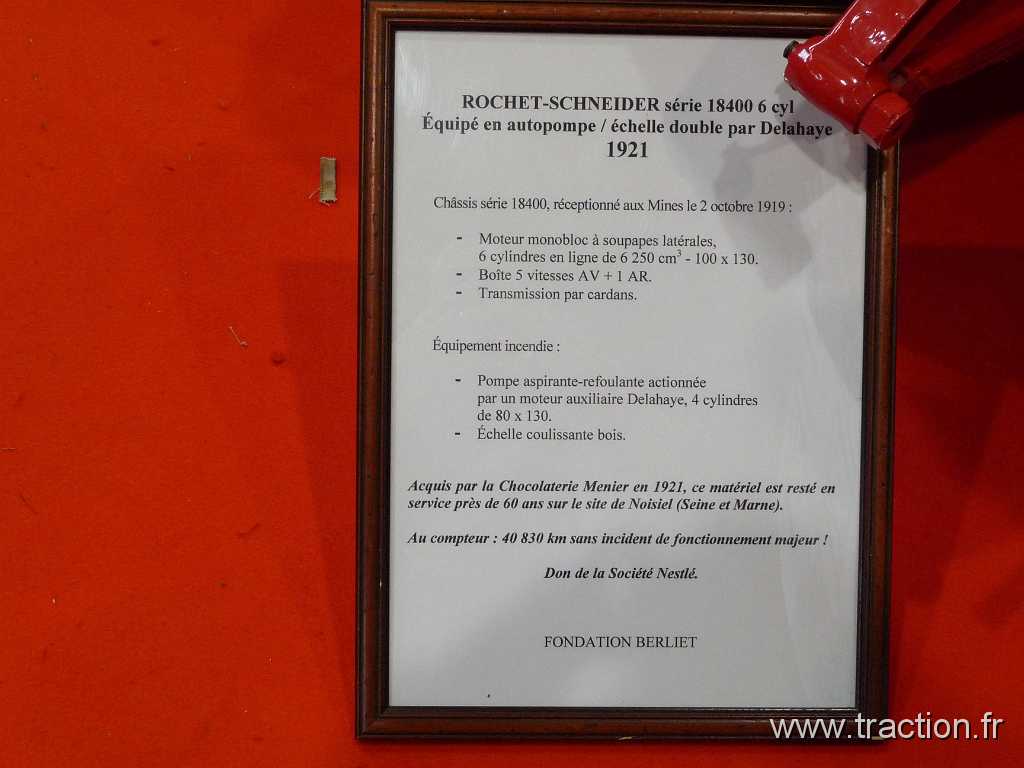 ROCHET-SCHNEIDER série 18400 6 cyl
Équipé en autopompe / échelle double par Delahaye
1921
Châssis série 18400, réceptionné aux Mines le 2 octobre 1919 :
- Moteur monobloc à soupapes latérales,
6 cylindres en ligne de 6 250 cm³ - 100 x 130.
- Boîte 5 vitesses AV + 1 AR.
- Transmission par cardans.
Équipement incendie :
- Pompe aspirante-refoulante actionnée
par un moteur auxiliaire Delahaye, 4 cylindres
de 80 x 130.
- Échelle coulissante bois.
Acquis par la Chocolaterie Menier en 1921, ce matériel est resté en
service près de 60 ans sur le site de Noisiel (Seine et Marne).
Au compteur : 40 830 km sans incident de fonctionnement majeur !
Don de la Société Nestlé.
FONDATION BERLIET
www.traction.fr